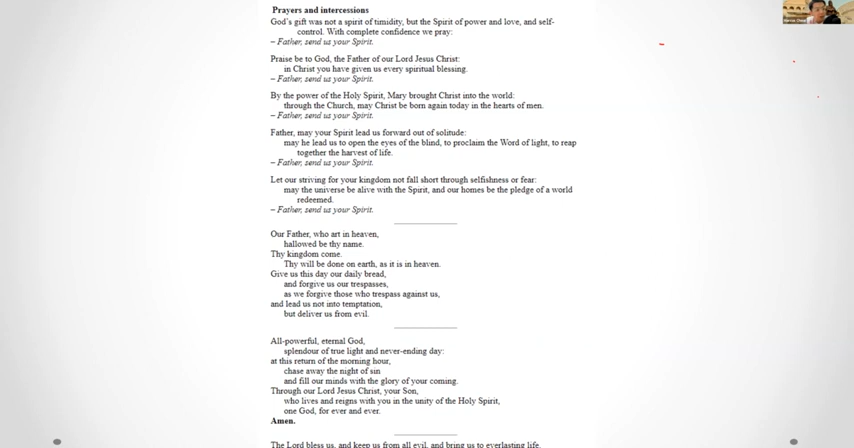 Prayers and intercessions
God's gift was not a spirit of timidity, but the Spirit of power and love, and self-
control. With complete confidence we pray:
– Father, send us your Spirit.
Praise be to God, the Father of our Lord Jesus Christ:
in Christ you have given us every spiritual blessing.
– Father, send us your Spirit.
By the power of the Holy Spirit, Mary brought Christ into the world:
through the Church, may Christ be born again today in the hearts of men.
– Father, send us your Spirit.
Father, may your Spirit lead us forward out of solitude:
may he lead us to open the eyes of the blind, to proclaim the Word of light, to reap
together the harvest of life.
– Father, send us your Spirit.
Let our striving for your kingdom not fall short through selfishness or fear:
may the universe be alive with the Spirit, and our homes be the pledge of a world
redeemed.
– Father, send us your Spirit.
Our Father, who art in heaven,
hallowed be thy name.
Thy kingdom come.
Thy will be done on earth, as it is in heaven.
Give us this day our daily bread,
and forgive us our trespasses,
as we forgive those who trespass against us,
and lead us not into temptation,
but deliver us from evil.
All-powerful, eternal God,
splendour of true light and never-ending day:
at this return of the morning hour,
chase away the night of sin
and fill our minds with the glory of your coming.
Through our Lord Jesus Christ, your Son,
who lives and reigns with you in the unity of the Holy Spirit,
one God, for ever and ever.
Amen.
The Lord bless us, and keep us from all evil, and bring us to everlasting life.